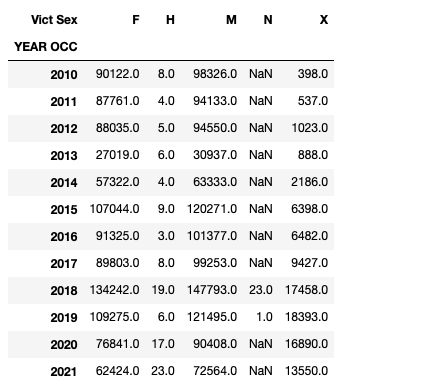 Vict Sex F H M N X
YEAR OCC
2010 90122.0 8.0 98326.0 NaN 398.0
2011 87761.0 4.0 94133.0 NaN 537.0
2012 88035.0 5.0 94550.0 NaN 1023.0
2013 27019.0 6.0 30937.0 NaN 888.0
2014 57322.0 4.0 63333.0 NaN 2186.0
2015 107044.0 9.0 120271.0 NaN 6398.0
2016 91325.0 3.0 101377.0 NaN 6482.0
2017 89803.0 8.0 99253.0 NaN 9427.0
2018 134242.0 19.0 147793.0 23.0 17458.0
2019 109275.0 6.0 121495.0 1.0 18393.0
2020 76841.0 17.0 90408.0 NaN 16890.0
2021 62424.0 23.0 72564.0 NaN 13550.0